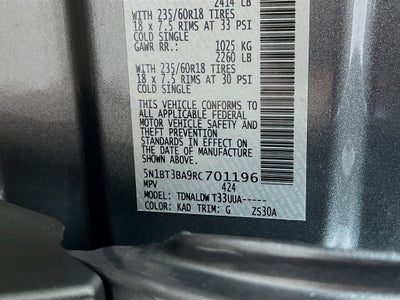 2414 LB
WITH 235/60R18 TIRES
18 x 7.5 RIMS AT 33 PSI
COLD SINGLE
GAWR RR.: 1025 KG
2260 LB
WITH 235/60R18 TIRES
18 x 7.5 RIMS AT 30 PSI
COLD SINGLE
THIS VEHICLE CONFORMS TO
ALL APPLICABLE FEDERAL
MOTOR VEHICLE SAFETY AND
THEFT PREVENTION
STANDARDS IN EFFECT ON
THE DATE OF MANUFACTURE
SHOWN ABOVE.
5N1BT3BA9RC701196
MPV 424
MODEL: TDNALDW T33UUA-----
COLOR: KAD TRIM: G ZS30A